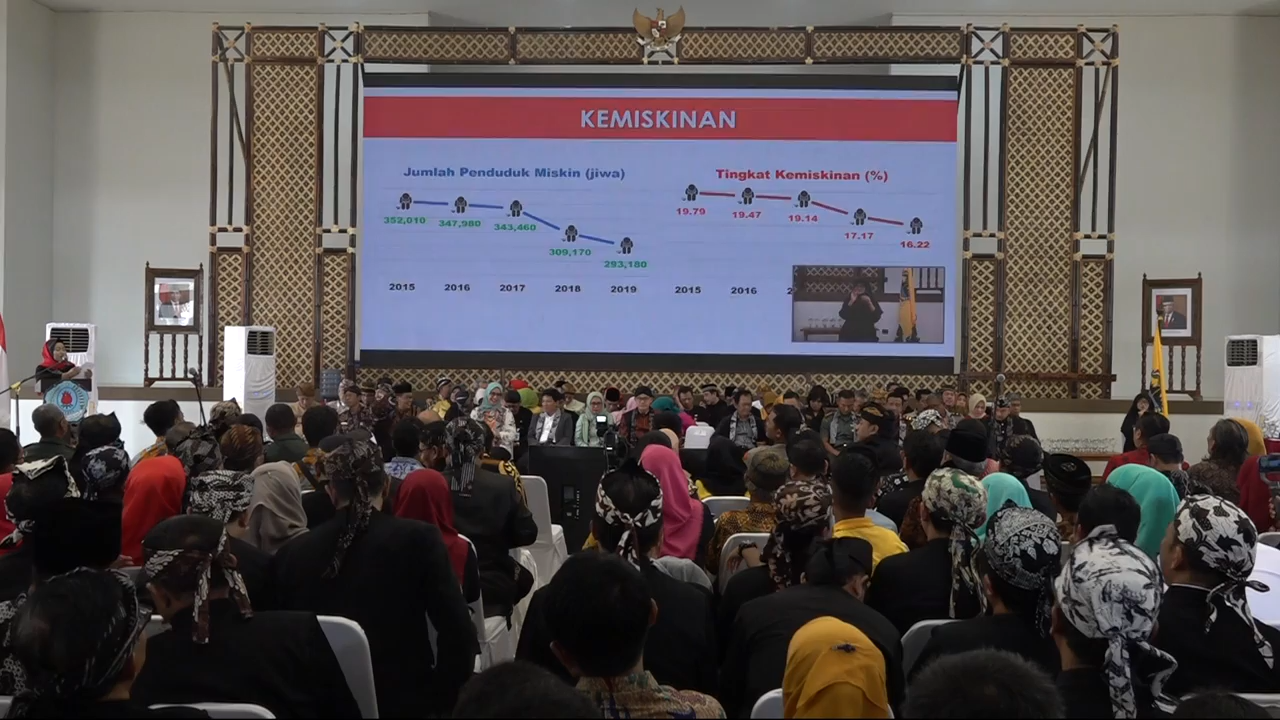 KEMISKINAN
Jumlah Penduduk Miskin (jiwa)
352,010
347,980
343,460
309,170
293,180
2015 2016 2017 2018 2019
Tingkat Kemiskinan (%)
19.79
19.47
19.14
17.17
16.22
2015 2016